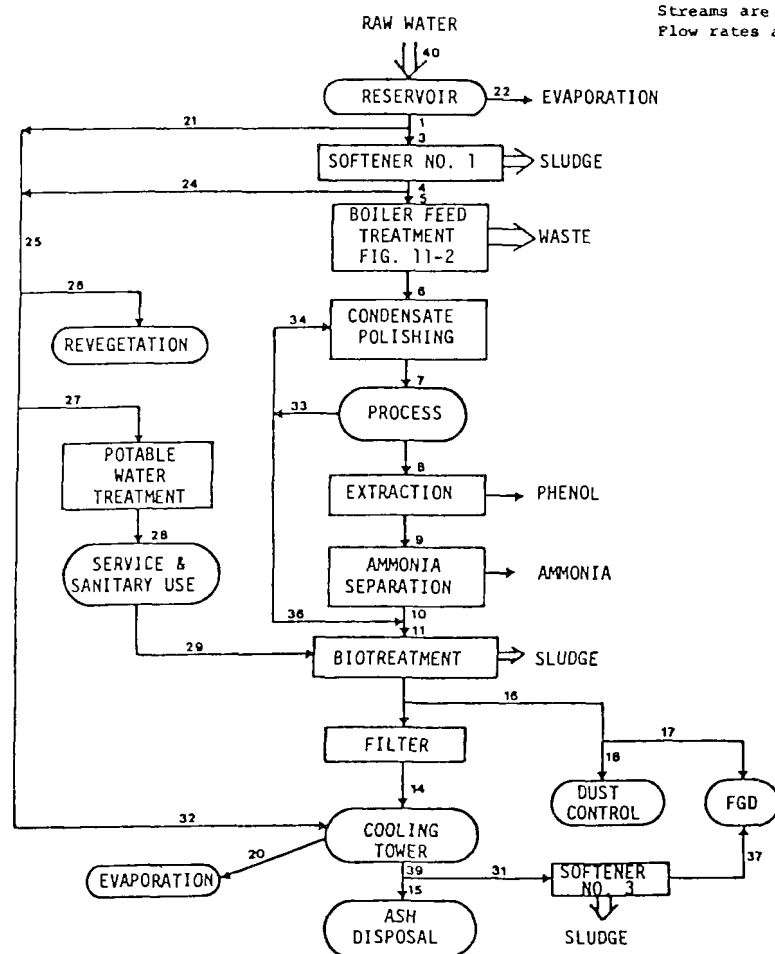 Streams are
Flow rates a
RAW WATER
40
RESERVOIR
22
EVAPORATION
21
1
3
SOFTENER NO. 1
SLUDGE
24
4
5
25
BOILER FEED
TREATMENT
FIG. 11-2
WASTE
26
6
34
CONDENSATE
POLISHING
REVEGETATION
7
27
33
PROCESS
POTABLE
WATER
TREATMENT
8
EXTRACTION
PHENOL
28
9
SERVICE &
SANITARY USE
AMMONIA
SEPARATION
AMMONIA
36
10
11
29
BIOTREATMENT
SLUDGE
16
FILTER
17
18
14
DUST
CONTROL
FGD
32
COOLING
TOWER
20
39
31
37
EVAPORATION
15
SOFTENER
NO. 3
ASH
DISPOSAL
SLUDGE